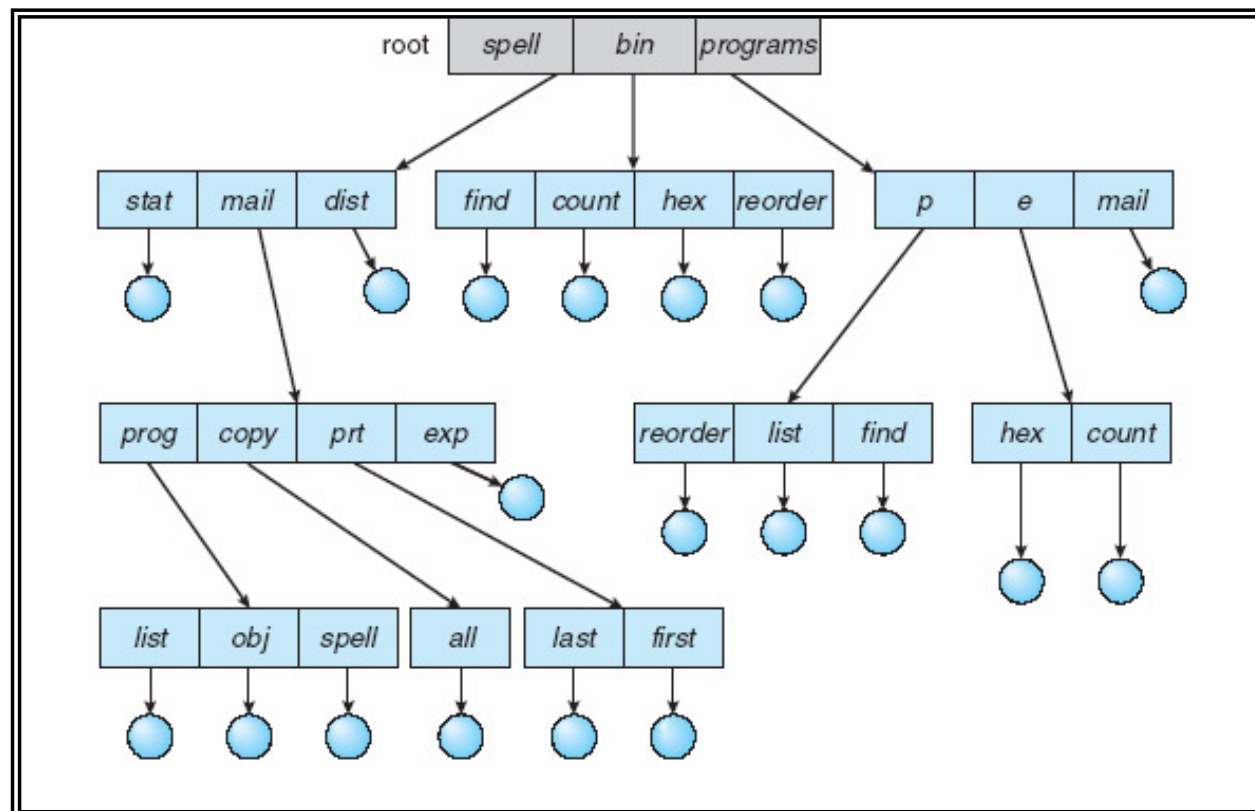 root spell bin programs
stat mail dist find count hex reorder p e mail
prog copy prt exp reorder list find hex count
list obj spell all last first